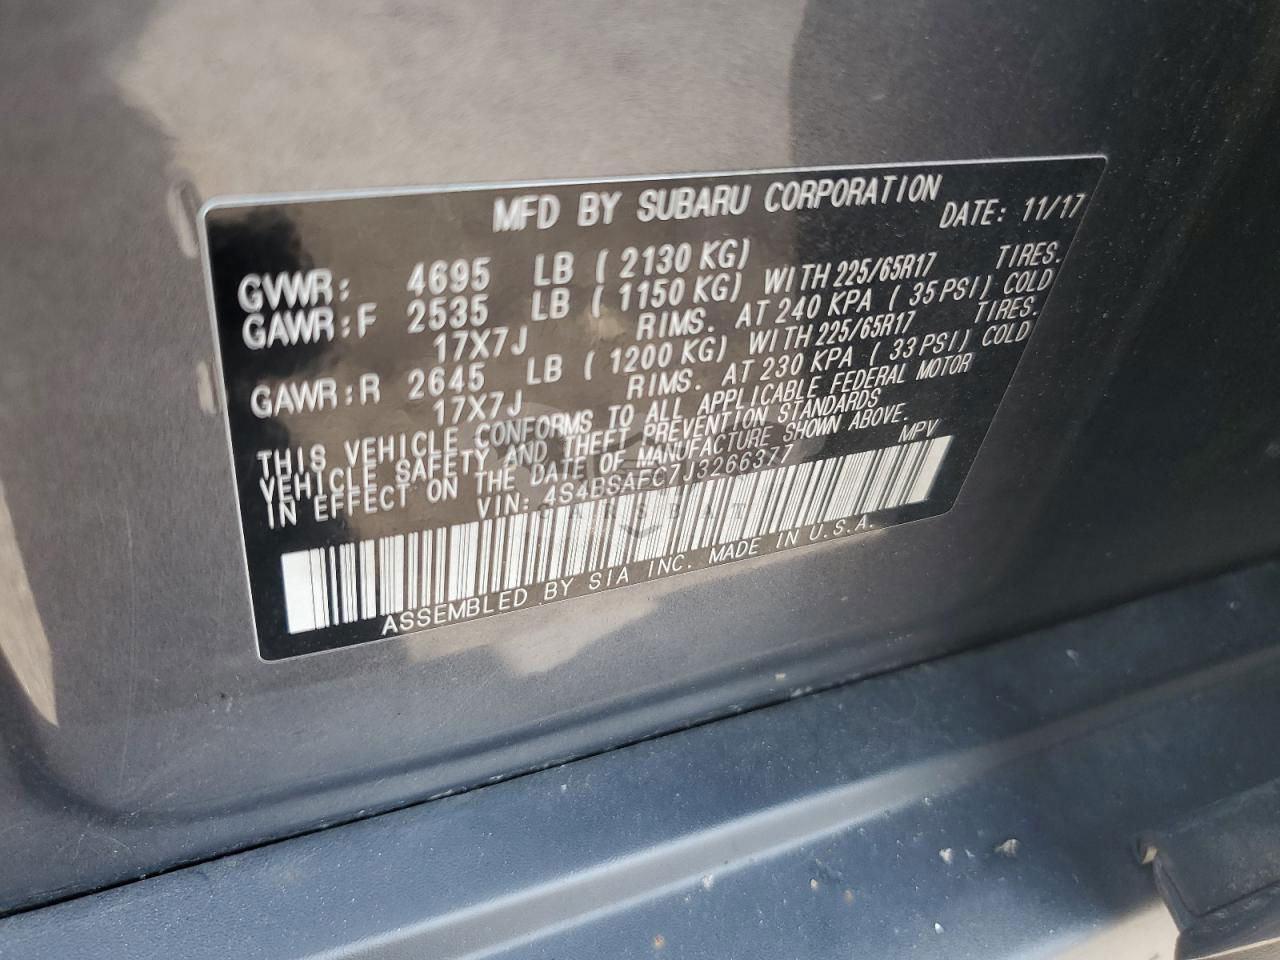 MFD BY SUBARU CORPORATION
DATE: 11/17
GVWR: 4695 LB ( 2130 KG)
GAWR:F 2535 LB ( 1150 KG) WITH 225/65R17 TIRES.
17X7J RIMS. AT 240 KPA ( 35 PSI) COLD
GAWR:R 2645 LB ( 1200 KG) WITH 225/65R17 TIRES.
17X7J RIMS. AT 230 KPA ( 33 PSI) COLD
THIS VEHICLE CONFORMS TO ALL APPLICABLE FEDERAL MOTOR
VEHICLE SAFETY AND THEFT PREVENTION STANDARDS
IN EFFECT ON THE DATE OF MANUFACTURE SHOWN ABOVE.
VIN: 4S4BSAFC7J3266377 MPV
ASSEMBLED BY SIA INC. MADE IN U.S.A.